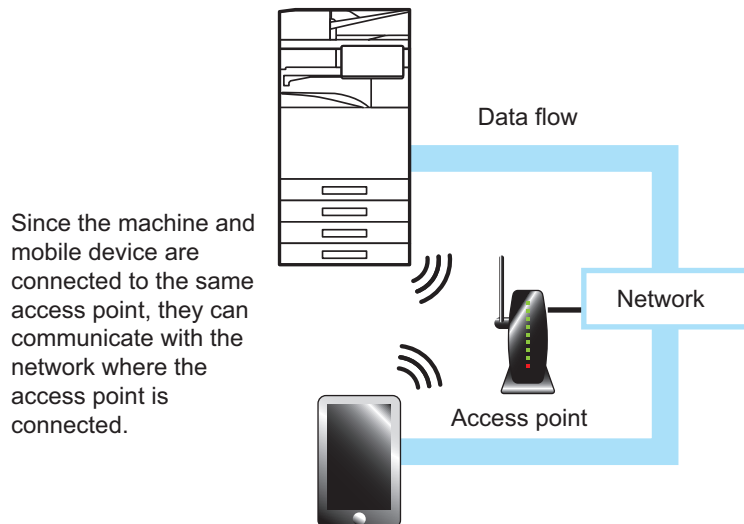 Data flow
Since the machine and
mobile device are
connected to the same
access point, they can
communicate with the
network where the
access point is
connected.
Network
Access point